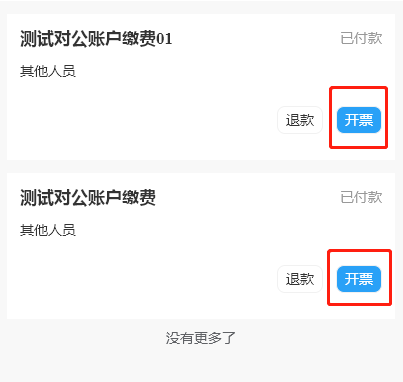 测试对公账户缴费01 已付款
其他人员
退款 开票
测试对公账户缴费 已付款
其他人员
退款 开票
没有更多了